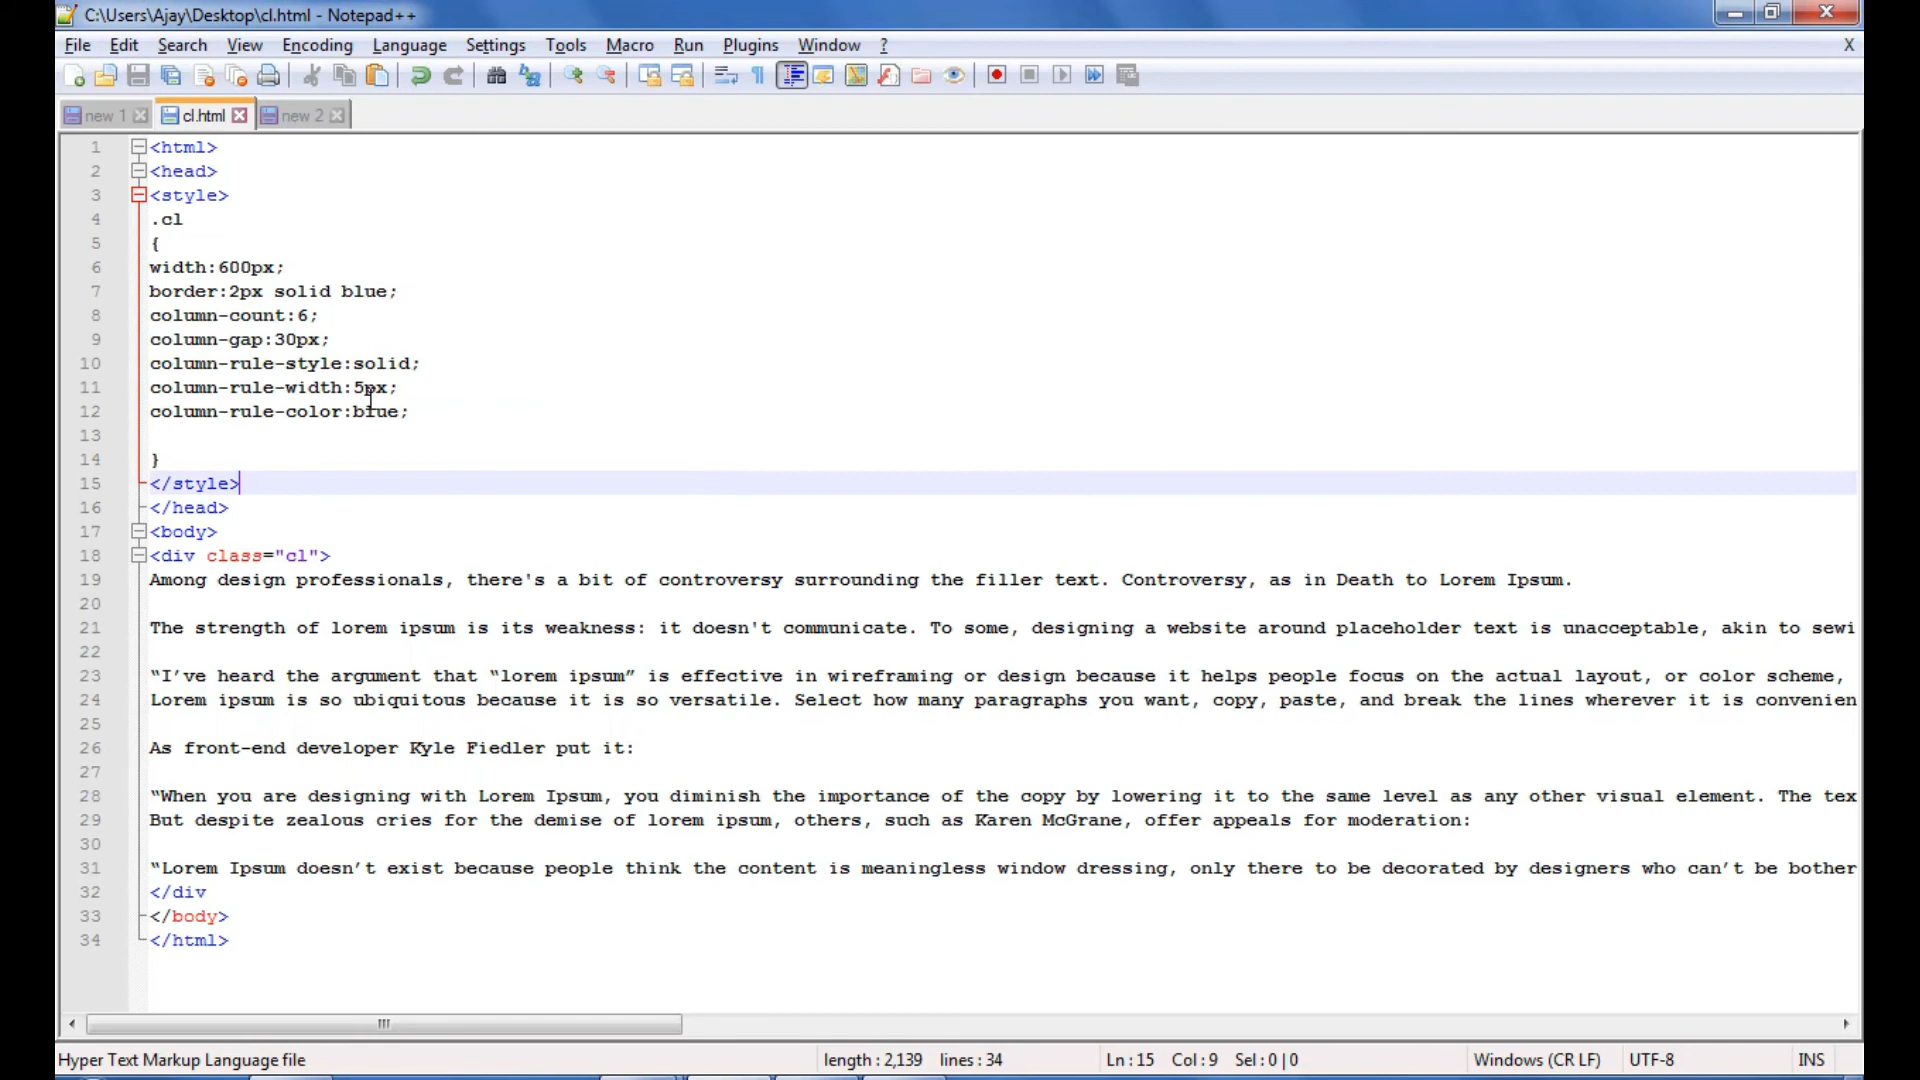 C:\Users\Ajay\Desktop\cl.html - Notepad++
File Edit Search View Encoding Language Settings Tools Macro Run Plugins Window ? X
new 1 cl.html new 2
1 <html>
2 <head>
3 <style>
4 .cl
5 {
6 width:600px;
7 border:2px solid blue;
8 column-count:6;
9 column-gap:30px;
10 column-rule-style:solid;
11 column-rule-width:5px;
12 column-rule-color:blue;
13
14 }
15 </style>
16 </head>
17 <body>
18 <div class="cl">
19 Among design professionals, there's a bit of controversy surrounding the filler text. Controversy, as in Death to Lorem Ipsum.
20
21 The strength of lorem ipsum is its weakness: it doesn't communicate. To some, designing a website around placeholder text is unacceptable, akin to sewi
22
23 “I’ve heard the argument that “lorem ipsum” is effective in wireframing or design because it helps people focus on the actual layout, or color scheme,
24 Lorem ipsum is so ubiquitous because it is so versatile. Select how many paragraphs you want, copy, paste, and break the lines wherever it is convenien
25
26 As front-end developer Kyle Fiedler put it:
27
28 “When you are designing with Lorem Ipsum, you diminish the importance of the copy by lowering it to the same level as any other visual element. The tex
29 But despite zealous cries for the demise of lorem ipsum, others, such as Karen McGrane, offer appeals for moderation:
30
31 “Lorem Ipsum doesn’t exist because people think the content is meaningless window dressing, only there to be decorated by designers who can’t be bother
32 </div
33 </body>
34 </html>
Hyper Text Markup Language file length : 2,139 lines : 34 Ln : 15 Col : 9 Sel : 0 | 0 Windows (CR LF) UTF-8 INS